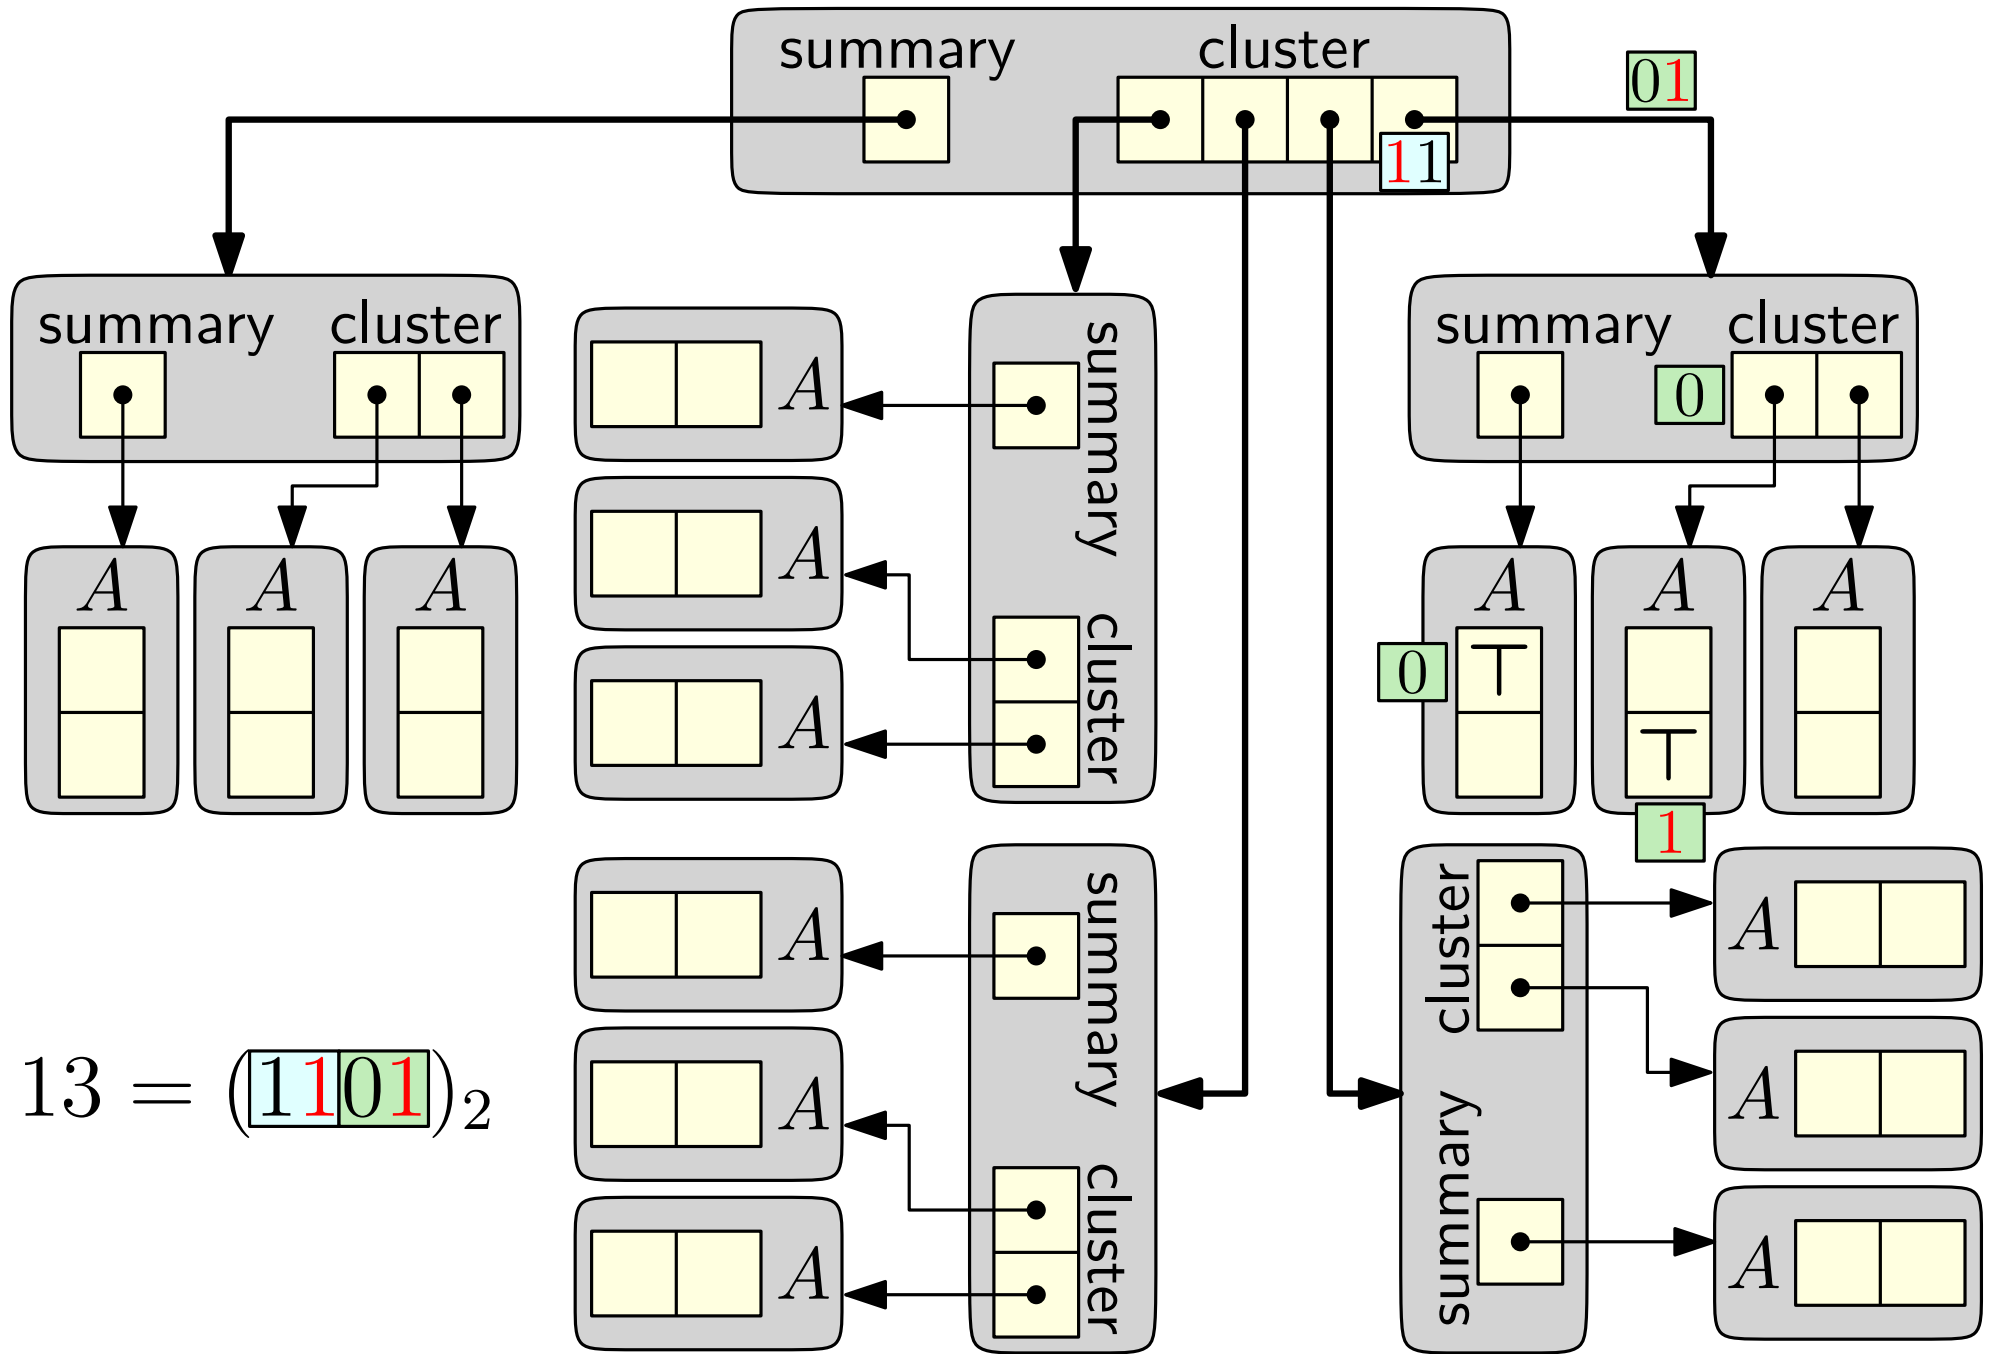 summary cluster
01
11
summary cluster
A A A
summary cluster
A
A
A
summary cluster
0
A A A
0
T
T
1
summary cluster
A
A
A
cluster summary
A
A
A
13 = (1101)₂